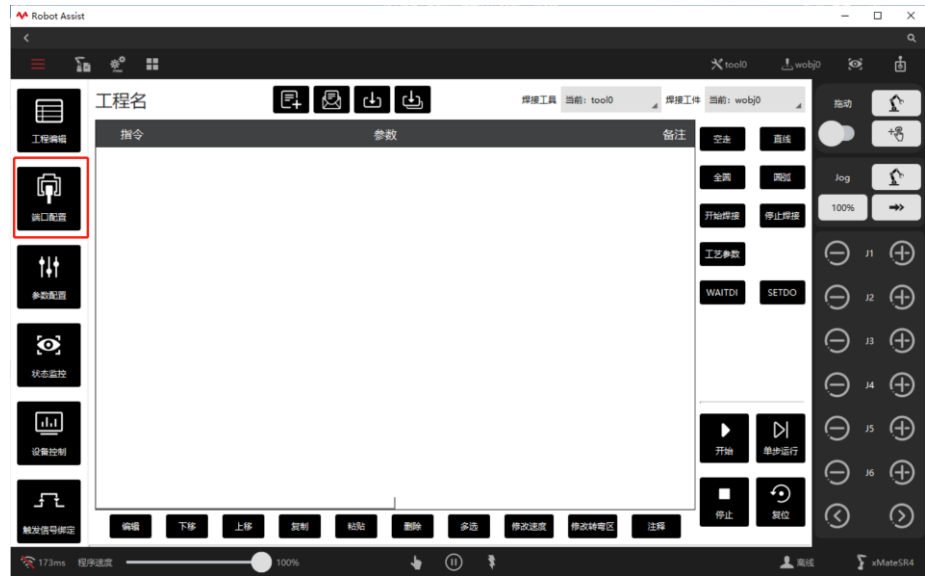 Robot Assist
tool0
wobj0
工程名
焊接工具 当前: tool0
焊接工件 当前: wobj0
工程编辑
端口配置
参数配置
状态监控
设备控制
触发信号绑定
指令 参数 备注
空走 直线
全圆 圆弧
开始焊接 停止焊接
工艺参数
WAITDI SETDO
开始 单步运行
停止 复位
编辑 下移 上移 复制 粘贴 删除 多选 修改速度 修改转弯区 注释
拖动
Jog
100%
J1
J2
J3
J4
J5
J6
173ms 程序速度 100% 离线 xMateSR4